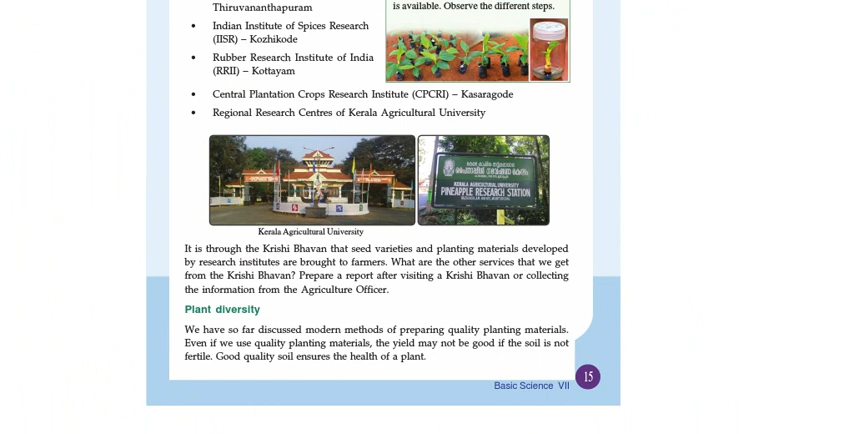 Thiruvananthapuram
is available. Observe the different steps.
• Indian Institute of Spices Research
(IISR) – Kozhikode
• Rubber Research Institute of India
(RRII) – Kottayam
• Central Plantation Crops Research Institute (CPCRI) – Kasaragode
• Regional Research Centres of Kerala Agricultural University
KERALA AGRICULTURAL UNIVERSITY
PINEAPPLE RESEARCH STATION
Kerala Agricultural University
It is through the Krishi Bhavan that seed varieties and planting materials developed
by research institutes are brought to farmers. What are the other services that we get
from the Krishi Bhavan? Prepare a report after visiting a Krishi Bhavan or collecting
the information from the Agriculture Officer.
Plant diversity
We have so far discussed modern methods of preparing quality planting materials.
Even if we use quality planting materials, the yield may not be good if the soil is not
fertile. Good quality soil ensures the health of a plant.
Basic Science VII
15